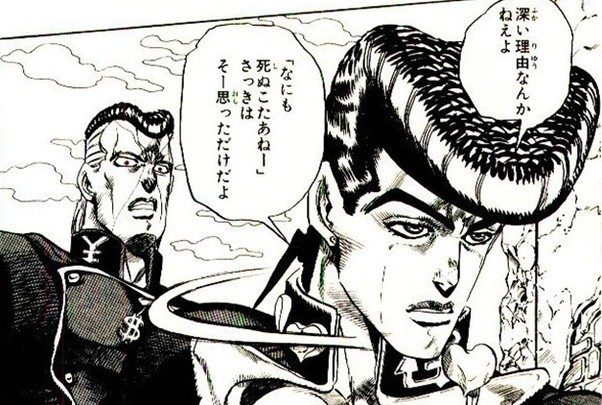 深い理由なんか
ねえよ
「なにも
死ぬこたあねー」
さっきは
そー思っただけだよ
¥
$